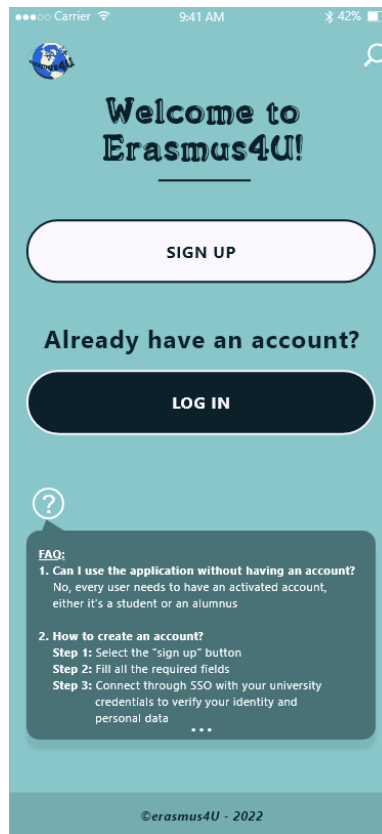 Carrier 9:41 AM 42%
Welcome to
Erasmus4U!
SIGN UP
Already have an account?
LOG IN
?
FAQ:
1. Can I use the application without having an account?
No, every user needs to have an activated account,
either it's a student or an alumnus
2. How to create an account?
Step 1: Select the "sign up" button
Step 2: Fill all the required fields
Step 3: Connect through SSO with your university
credentials to verify your identity and
personal data
...
©erasmus4U - 2022